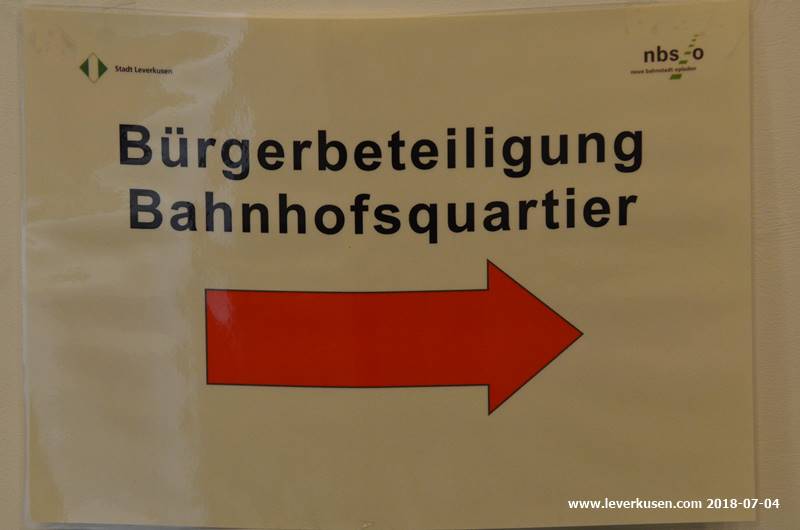 Stadt Leverkusen
nbs o
neue bahnstadt opladen
Bürgerbeteiligung
Bahnhofsquartier
www.leverkusen.com 2018-07-04